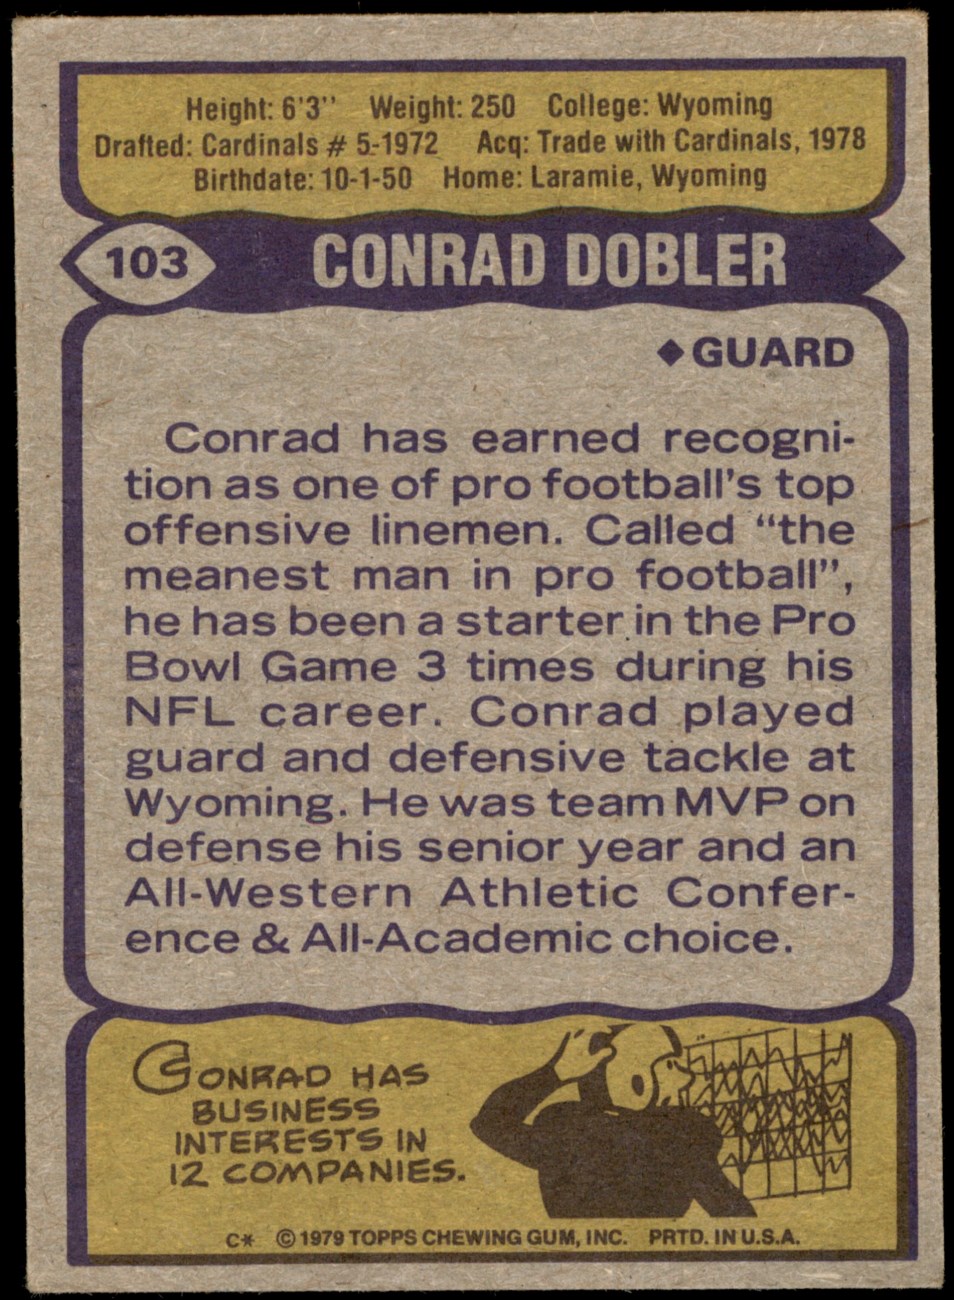 Height: 6'3'' Weight: 250 College: Wyoming
Drafted: Cardinals # 5-1972 Acq: Trade with Cardinals, 1978
Birthdate: 10-1-50 Home: Laramie, Wyoming
103 CONRAD DOBLER
♦GUARD
Conrad has earned recogni-
tion as one of pro football's top
offensive linemen. Called "the
meanest man in pro football",
he has been a starter in the Pro
Bowl Game 3 times during his
NFL career. Conrad played
guard and defensive tackle at
Wyoming. He was team MVP on
defense his senior year and an
All-Western Athletic Confer-
ence & All-Academic choice.
CONRAD HAS
BUSINESS
INTERESTS IN
12 COMPANIES.
C* © 1979 TOPPS CHEWING GUM, INC. PRTD. IN U.S.A.